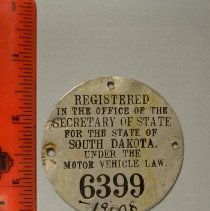 REGISTERED
IN THE OFFICE OF THE
SECRETARY OF STATE
FOR THE STATE OF
SOUTH DAKOTA.
UNDER THE
MOTOR VEHICLE LAW.
6399